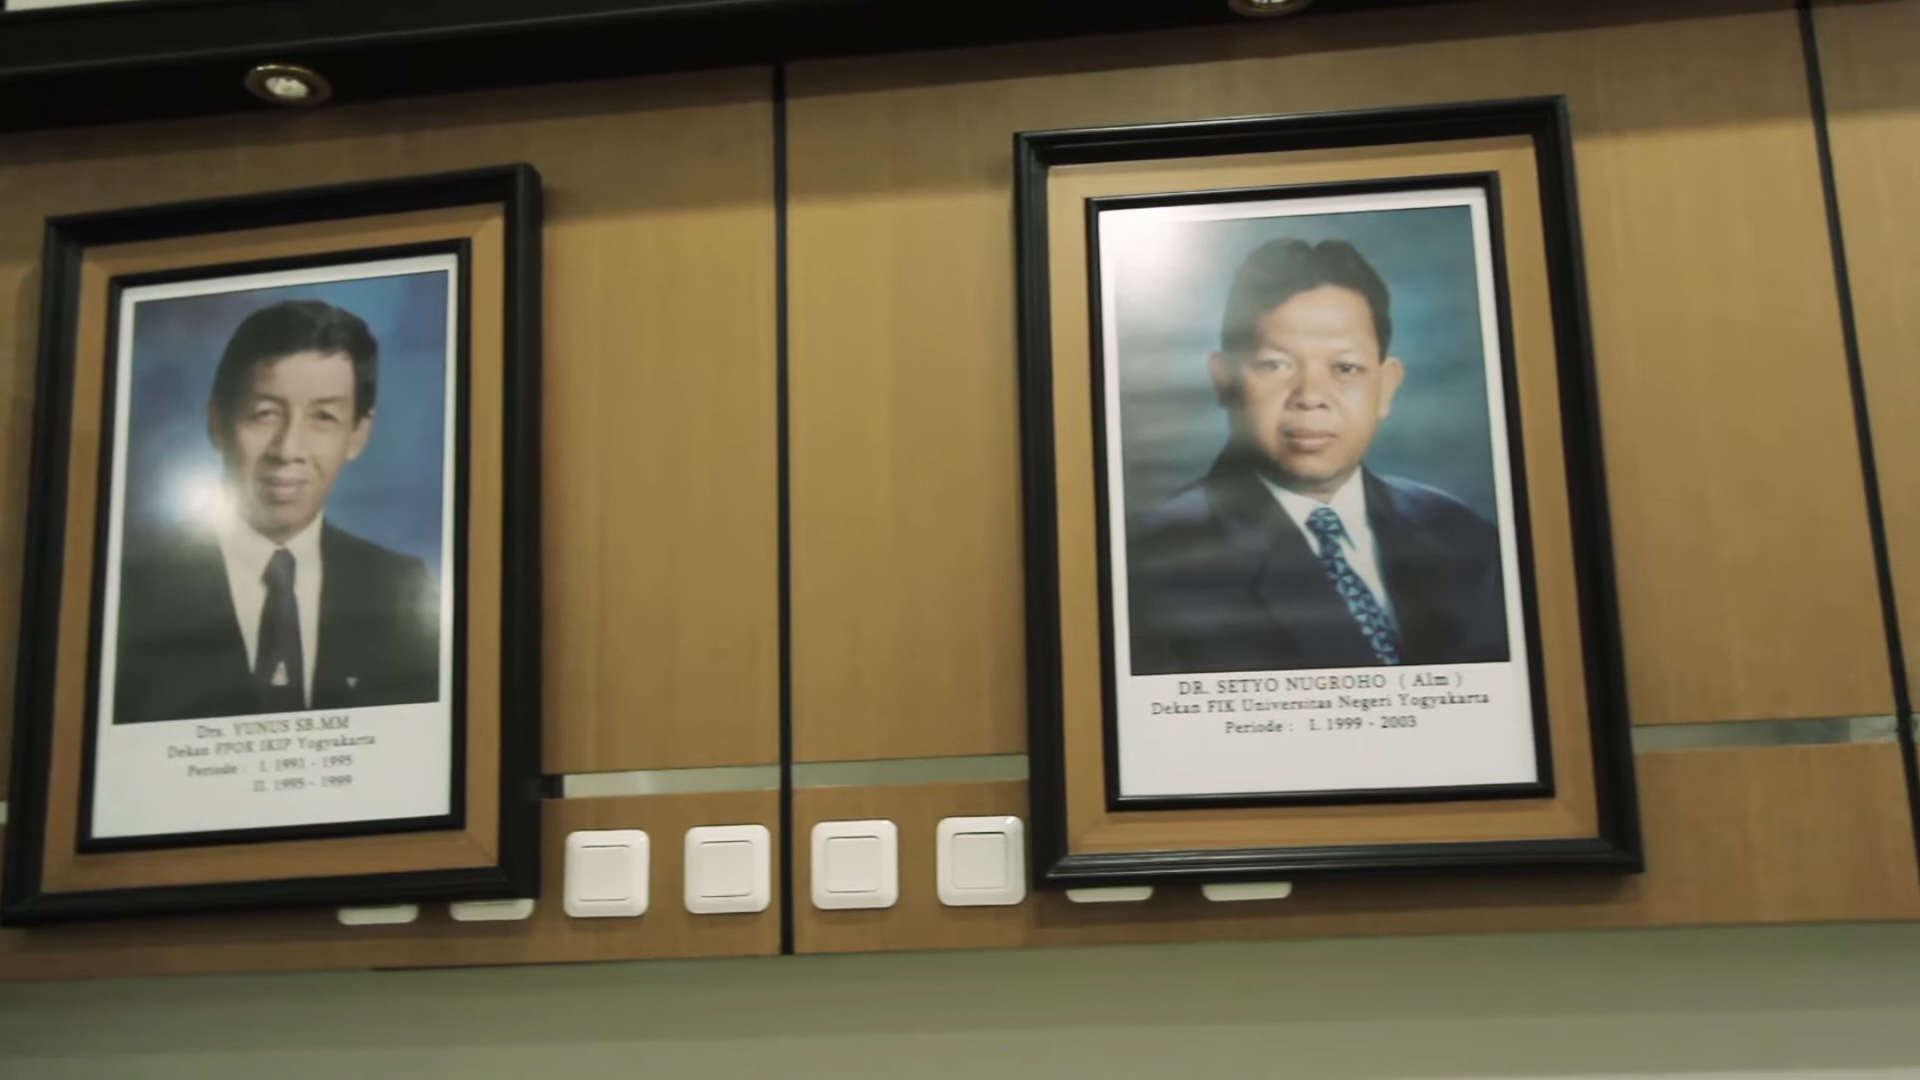 Drs. YUNUS SB.MM
Dekan FPOK IKIP Yogyakarta
Periode : I. 1991 - 1995
II. 1995 - 1999
DR. SETYO NUGROHO ( Alm )
Dekan FIK Universitas Negeri Yogyakarta
Periode : I. 1999 - 2003